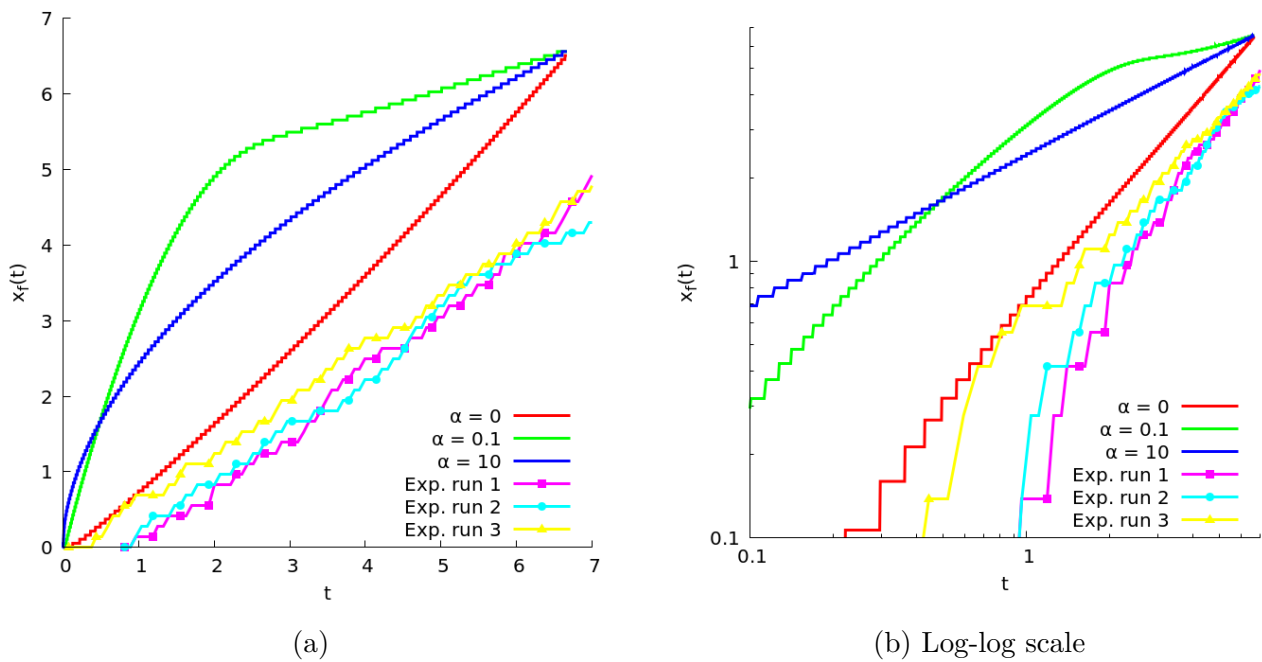 7
6
5
4
3
2
1
0
x_f(t)
α = 0
α = 0.1
α = 10
Exp. run 1
Exp. run 2
Exp. run 3
0 1 2 3 4 5 6 7
t
(a)
1
0.1
x_f(t)
α = 0
α = 0.1
α = 10
Exp. run 1
Exp. run 2
Exp. run 3
0.1 1
t
(b) Log-log scale